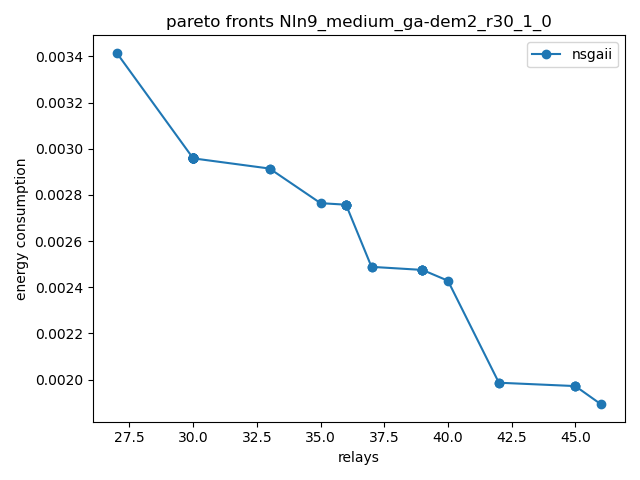 pareto fronts NIn9_medium_ga-dem2_r30_1_0
nsgaii
0.0034
0.0032
0.0030
0.0028
0.0026
0.0024
0.0022
0.0020
energy consumption
27.5 30.0 32.5 35.0 37.5 40.0 42.5 45.0
relays